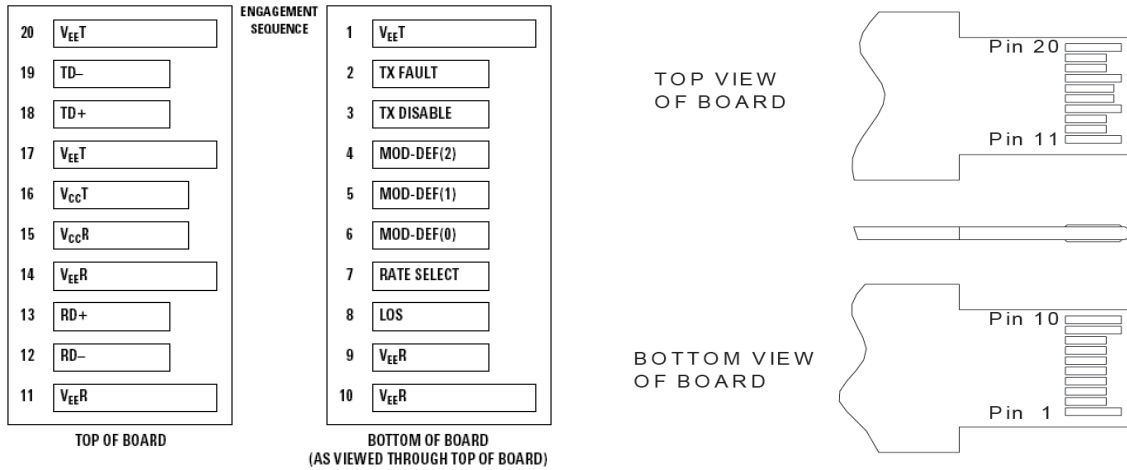 ENGAGEMENT
SEQUENCE
20 VEET
19 TD–
18 TD+
17 VEET
16 VCCT
15 VCCR
14 VEER
13 RD+
12 RD–
11 VEER
TOP OF BOARD
1 VEET
2 TX FAULT
3 TX DISABLE
4 MOD-DEF(2)
5 MOD-DEF(1)
6 MOD-DEF(0)
7 RATE SELECT
8 LOS
9 VEER
10 VEER
BOTTOM OF BOARD
(AS VIEWED THROUGH TOP OF BOARD)
TOP VIEW
OF BOARD
Pin 20
Pin 11
BOTTOM VIEW
OF BOARD
Pin 10
Pin 1